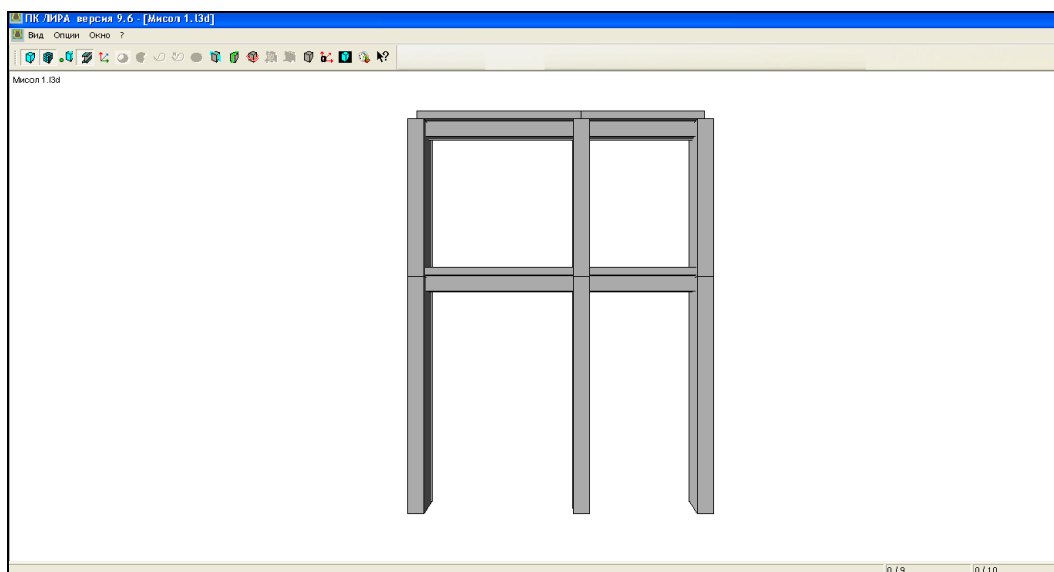 ПК ЛИРА версия 9.6 - [Мисол 1.l3d]
Вид Опции Окно ?
Мисол 1.l3d
0 / 9 0 / 10